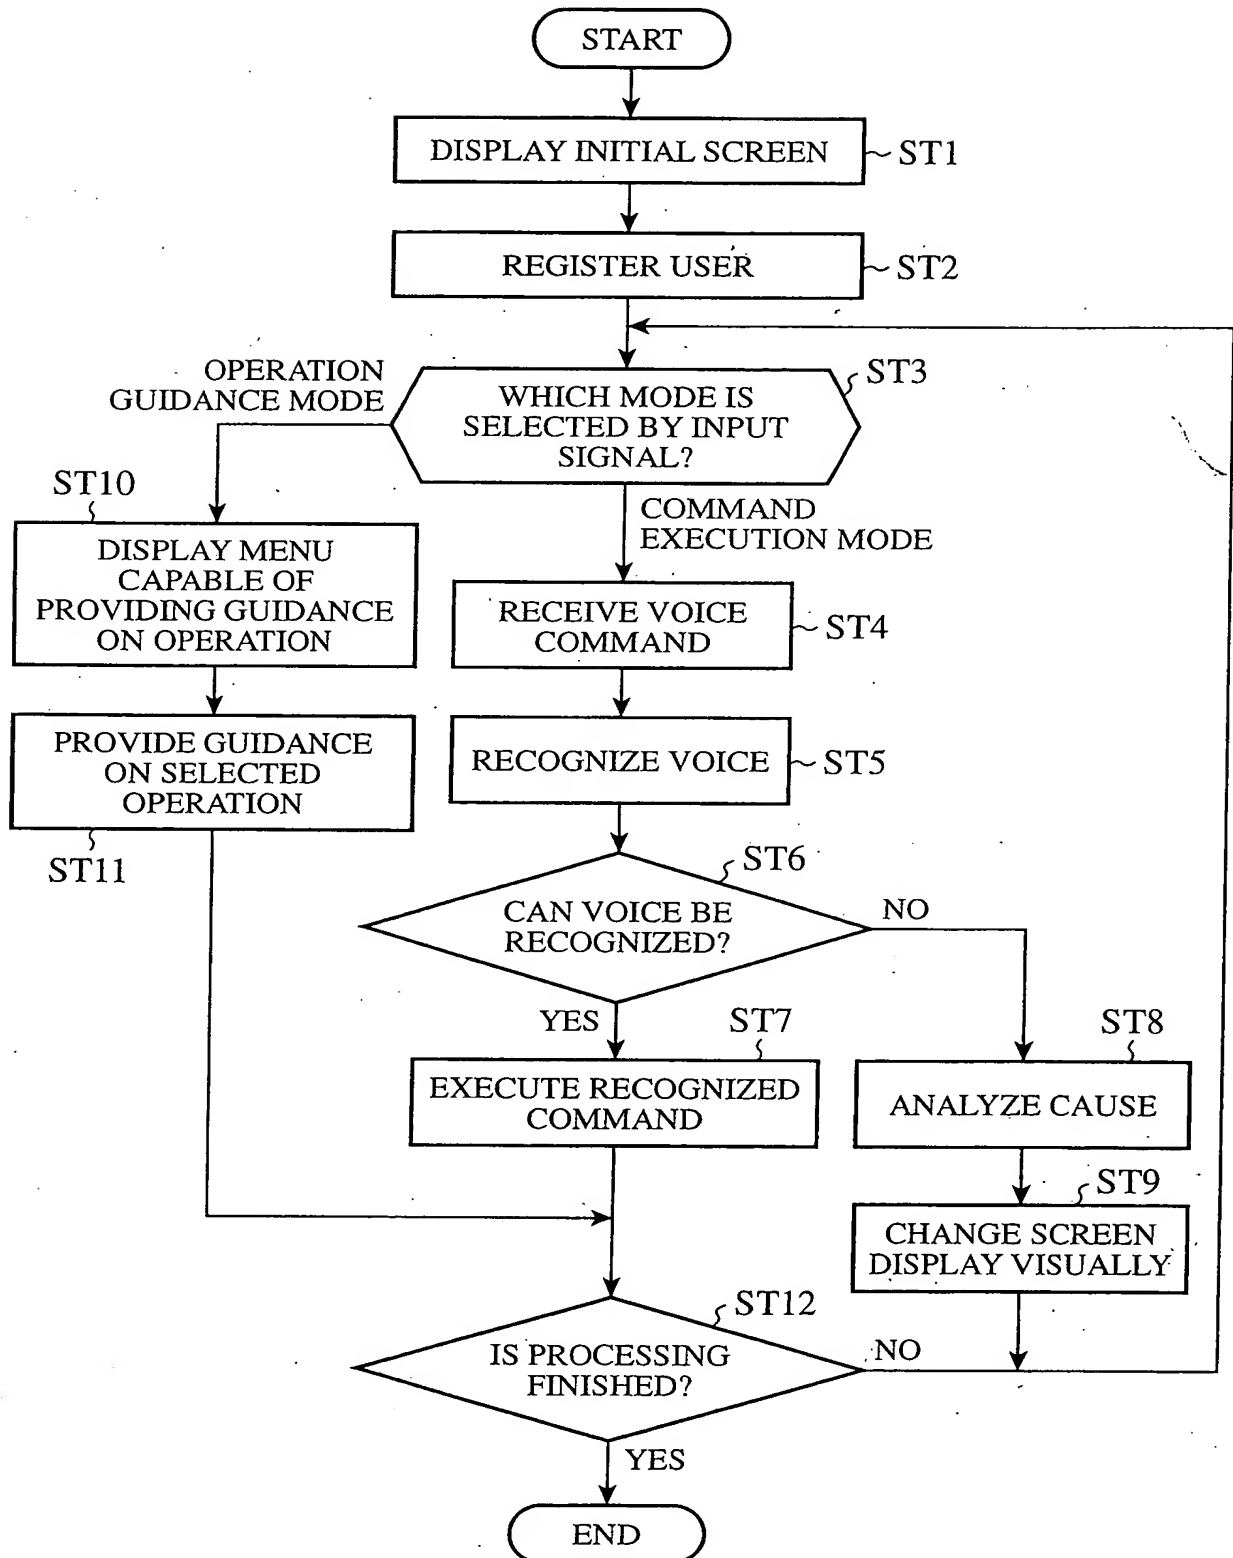 START
DISPLAY INITIAL SCREEN
ST1
REGISTER USER
ST2
OPERATION
GUIDANCE MODE
ST3
WHICH MODE IS
SELECTED BY INPUT
SIGNAL?
ST10
COMMAND
EXECUTION MODE
DISPLAY MENU
CAPABLE OF
PROVIDING GUIDANCE
ON OPERATION
RECEIVE VOICE
COMMAND
ST4
PROVIDE GUIDANCE
ON SELECTED
OPERATION
ST11
RECOGNIZE VOICE
ST5
ST6
CAN VOICE BE
RECOGNIZED?
NO
YES
ST7
EXECUTE RECOGNIZED
COMMAND
ST8
ANALYZE CAUSE
ST9
CHANGE SCREEN
DISPLAY VISUALLY
ST12
IS PROCESSING
FINISHED?
NO
YES
END